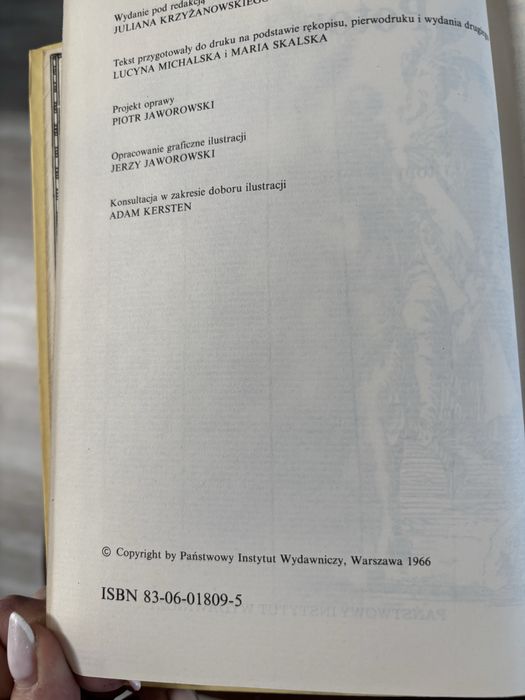 Wydanie pod redakcją
JULIANA KRZYŻANOWSKIEGO
Tekst przygotowały do druku na podstawie rękopisu, pierwodruku i wydania drugiego
LUCYNA MICHALSKA i MARIA SKALSKA
Projekt oprawy
PIOTR JAWOROWSKI
Opracowanie graficzne ilustracji
JERZY JAWOROWSKI
Konsultacja w zakresie doboru ilustracji
ADAM KERSTEN
© Copyright by Państwowy Instytut Wydawniczy, Warszawa 1966
ISBN 83-06-01809-5